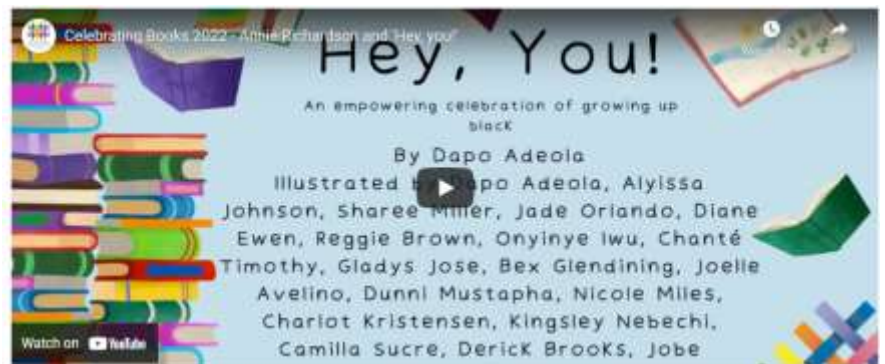 Celebrating Books 2022 - Annie Richardson and 'Hey, you!'
Hey, You!
An empowering celebration of growing up
black
By Dapo Adeola
Illustrated by Dapo Adeola, Alyissa
Johnson, Sharee Miller, Jade Orlando, Diane
Ewen, Reggie Brown, Onyinye Iwu, Chanté
Timothy, Gladys Jose, Bex Glendining, Joelle
Avelino, Dunni Mustapha, Nicole Miles,
Charlot Kristensen, Kingsley Nebechi,
Camilla Sucre, Derick Brooks, Jobe
Watch on YouTube